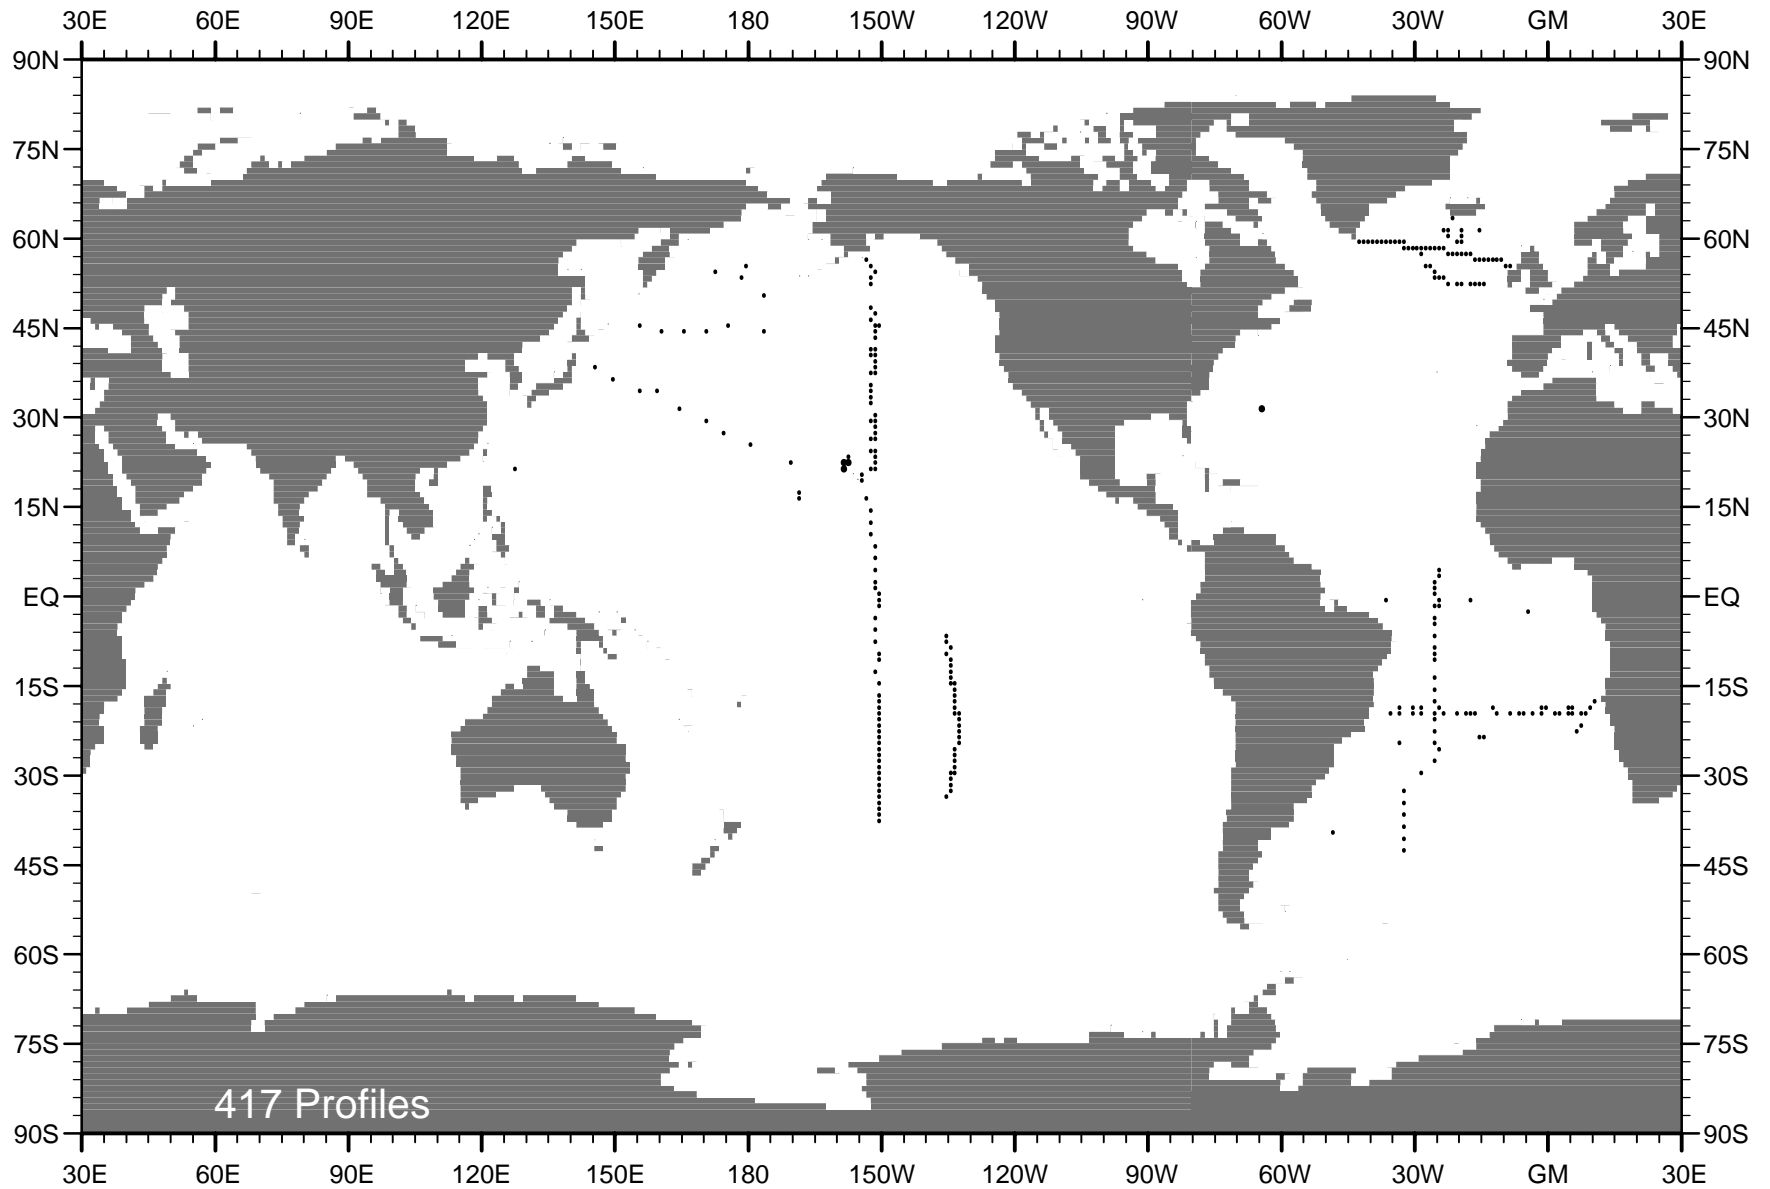 30E 60E 90E 120E 150E 180 150W 120W 90W 60W 30W GM 30E
90N 90N
75N 75N
60N 60N
45N 45N
30N 30N
15N 15N
EQ EQ
15S 15S
30S 30S
45S 45S
60S 60S
75S 75S
417 Profiles
90S 90S
30E 60E 90E 120E 150E 180 150W 120W 90W 60W 30W GM 30E